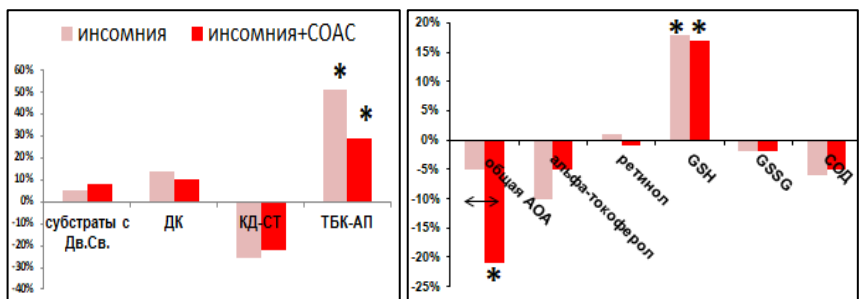 инсомния инсомния+СОАС
60%
50%
* 
40%
*
30%
20%
10%
0%
-10%
-20%
-30%
-40%
субстраты с Дв.Св.
ДК
КД-СТ
ТБК-АП
20%
* *
15%
10%
5%
0%
-5%
-10%
-15%
-20%
-25%
*
общая АОА
альфа-токоферол
ретинол
GSH
GSSG
СОД